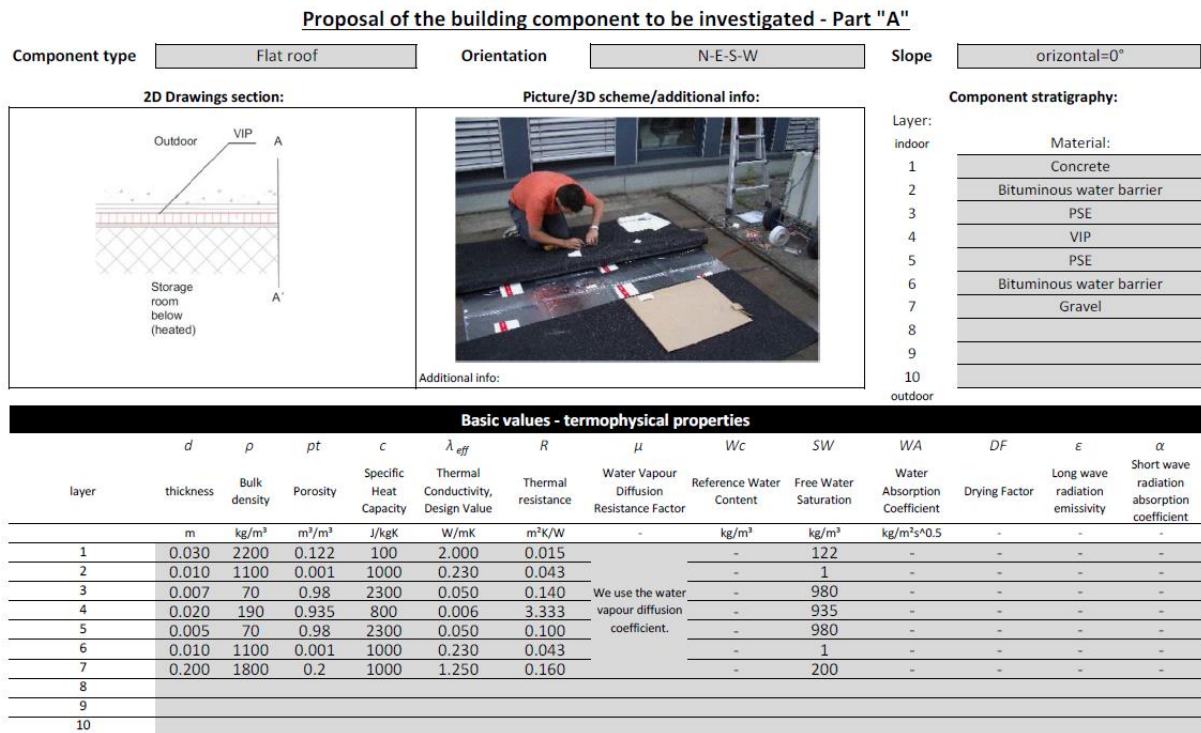 Proposal of the building component to be investigated - Part "A"
Component type Flat roof Orientation N-E-S-W Slope orizontal=0°
2D Drawings section:
Outdoor VIP A
Storage
room
below
(heated)
A´
Picture/3D scheme/additional info:
Additional info:
Component stratigraphy:
Layer:
indoor Material:
1 Concrete
2 Bituminous water barrier
3 PSE
4 VIP
5 PSE
6 Bituminous water barrier
7 Gravel
8
9
10
outdoor
Basic values - termophysical properties
d ρ pt c λ eff R μ Wc SW WA DF ε α
layer thickness Bulk density Porosity Specific Heat Capacity Thermal Conductivity, Design Value Thermal resistance Water Vapour Diffusion Resistance Factor Reference Water Content Free Water Saturation Water Absorption Coefficient Drying Factor Long wave radiation emissivity Short wave radiation absorption coefficient
m kg/m³ m³/m³ J/kgK W/mK m²K/W - kg/m³ kg/m³ kg/m²s^0.5 - - -
1 0.030 2200 0.122 100 2.000 0.015 - 122 - - - -
2 0.010 1100 0.001 1000 0.230 0.043 - 1 - - - -
3 0.007 70 0.98 2300 0.050 0.140 We use the water - 980 - - - -
4 0.020 190 0.935 800 0.006 3.333 vapour diffusion - 935 - - - -
5 0.005 70 0.98 2300 0.050 0.100 coefficient. - 980 - - - -
6 0.010 1100 0.001 1000 0.230 0.043 - 1 - - - -
7 0.200 1800 0.2 1000 1.250 0.160 - 200 - - - -
8
9
10